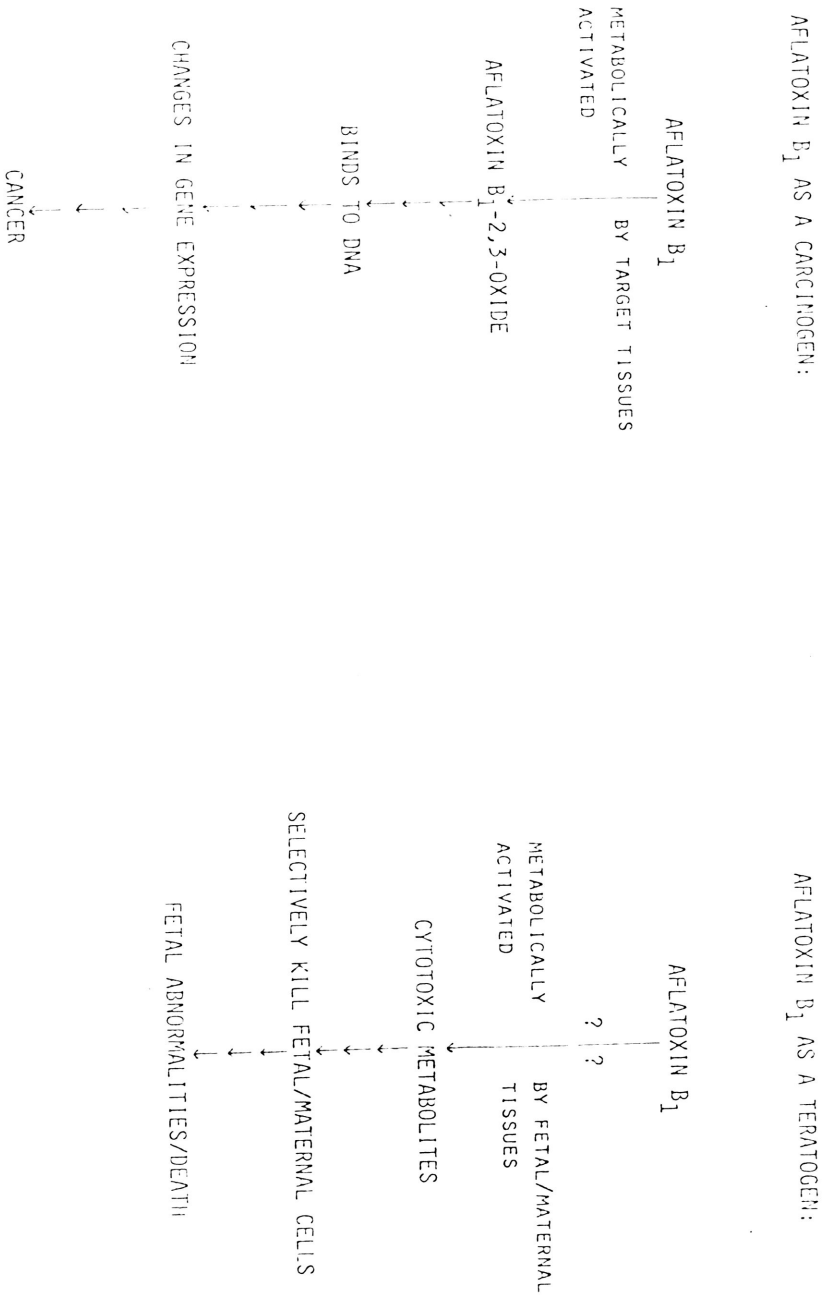 AFLATOXIN B1 AS A CARCINOGEN:
AFLATOXIN B1
METABOLICALLY BY TARGET TISSUES
ACTIVATED
AFLATOXIN B1-2,3-OXIDE
BINDS TO DNA
CHANGES IN GENE EXPRESSION
CANCER
AFLATOXIN B1 AS A TERATOGEN:
AFLATOXIN B1
? ?
METABOLICALLY BY FETAL/MATERNAL
ACTIVATED TISSUES
CYTOTOXIC METABOLITES
SELECTIVELY KILL FETAL/MATERNAL CELLS
FETAL ABNORMALITIES/DEATH